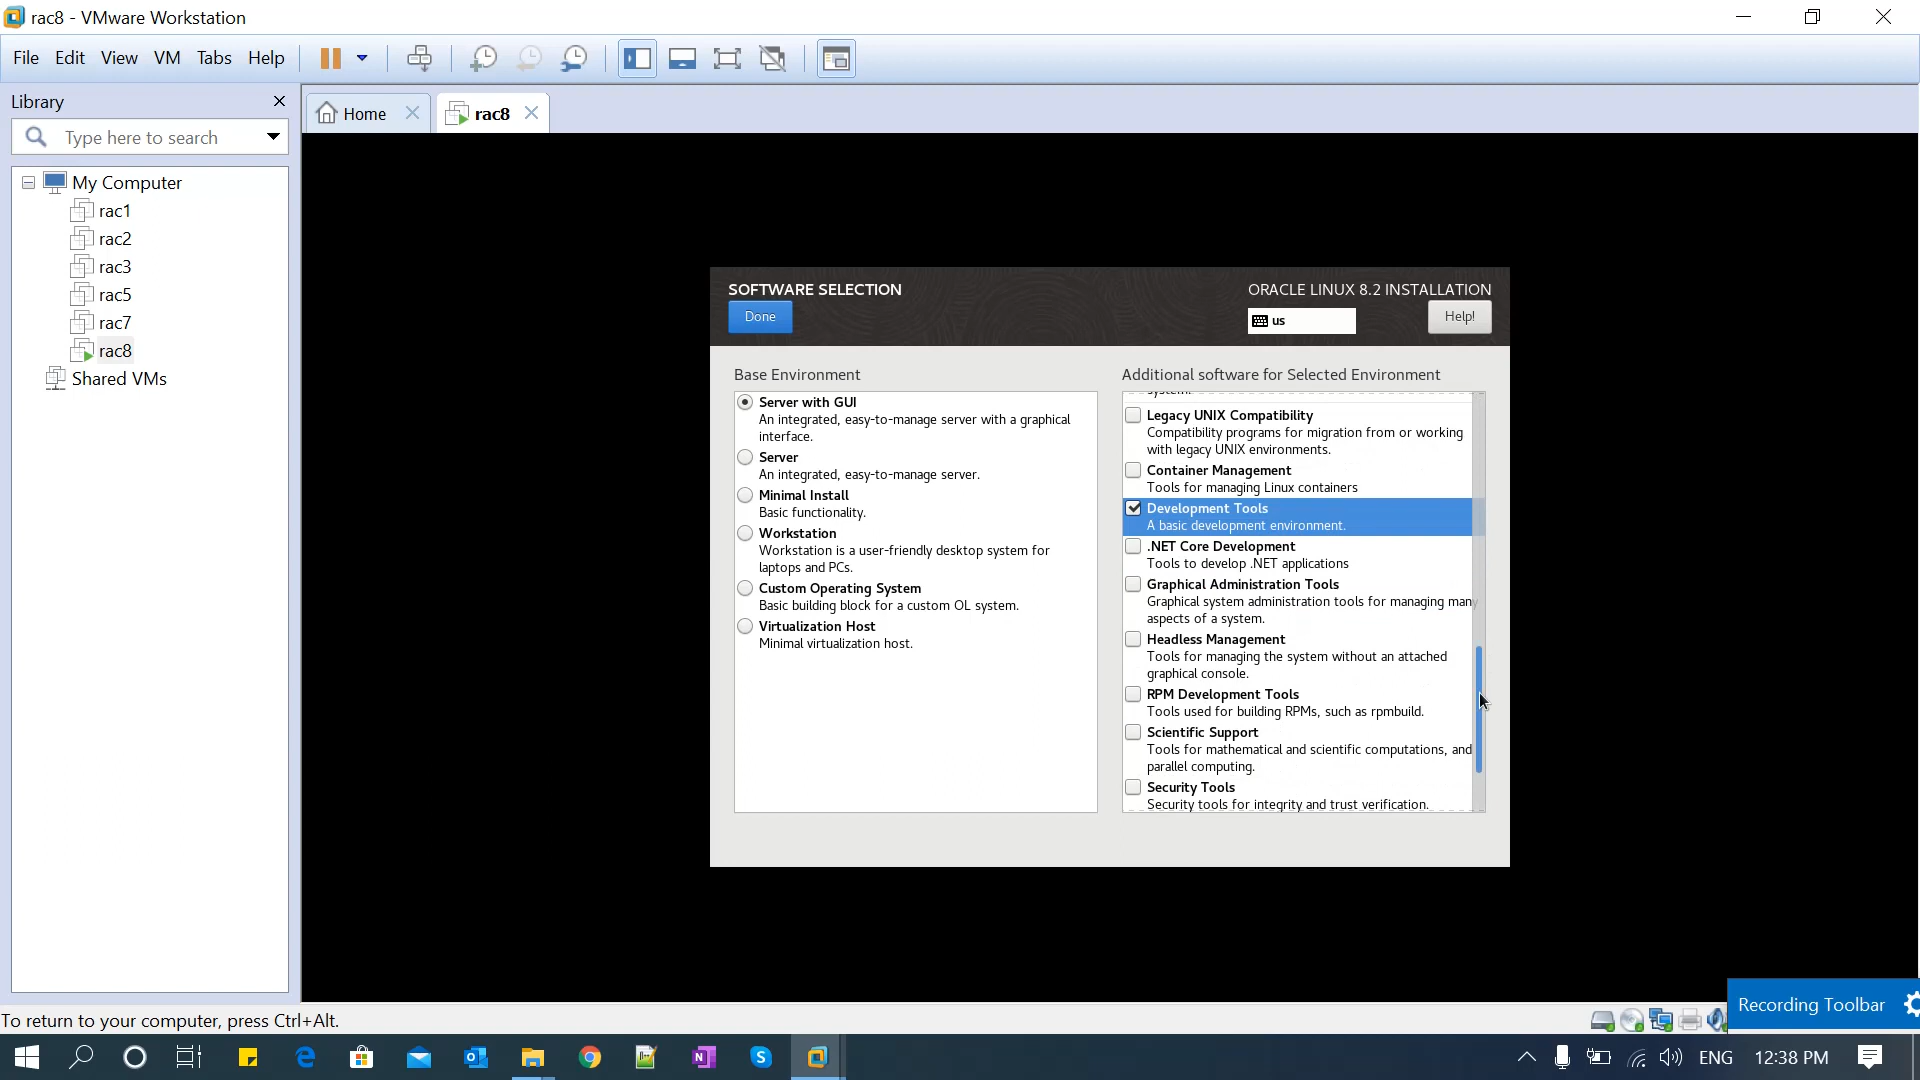 rac8 - VMware Workstation
File Edit View VM Tabs Help
Library
Type here to search
My Computer
rac1
rac2
rac3
rac5
rac7
rac8
Shared VMs
Home
rac8
SOFTWARE SELECTION
Done
ORACLE LINUX 8.2 INSTALLATION
us
Help!
Base Environment
Server with GUI
An integrated, easy-to-manage server with a graphical
interface.
Server
An integrated, easy-to-manage server.
Minimal Install
Basic functionality.
Workstation
Workstation is a user-friendly desktop system for
laptops and PCs.
Custom Operating System
Basic building block for a custom OL system.
Virtualization Host
Minimal virtualization host.
Additional software for Selected Environment
system.
Legacy UNIX Compatibility
Compatibility programs for migration from or working
with legacy UNIX environments.
Container Management
Tools for managing Linux containers
Development Tools
A basic development environment.
.NET Core Development
Tools to develop .NET applications
Graphical Administration Tools
Graphical system administration tools for managing many
aspects of a system.
Headless Management
Tools for managing the system without an attached
graphical console.
RPM Development Tools
Tools used for building RPMs, such as rpmbuild.
Scientific Support
Tools for mathematical and scientific computations, and
parallel computing.
Security Tools
Security tools for integrity and trust verification.
Recording Toolbar
To return to your computer, press Ctrl+Alt.
ENG 12:38 PM